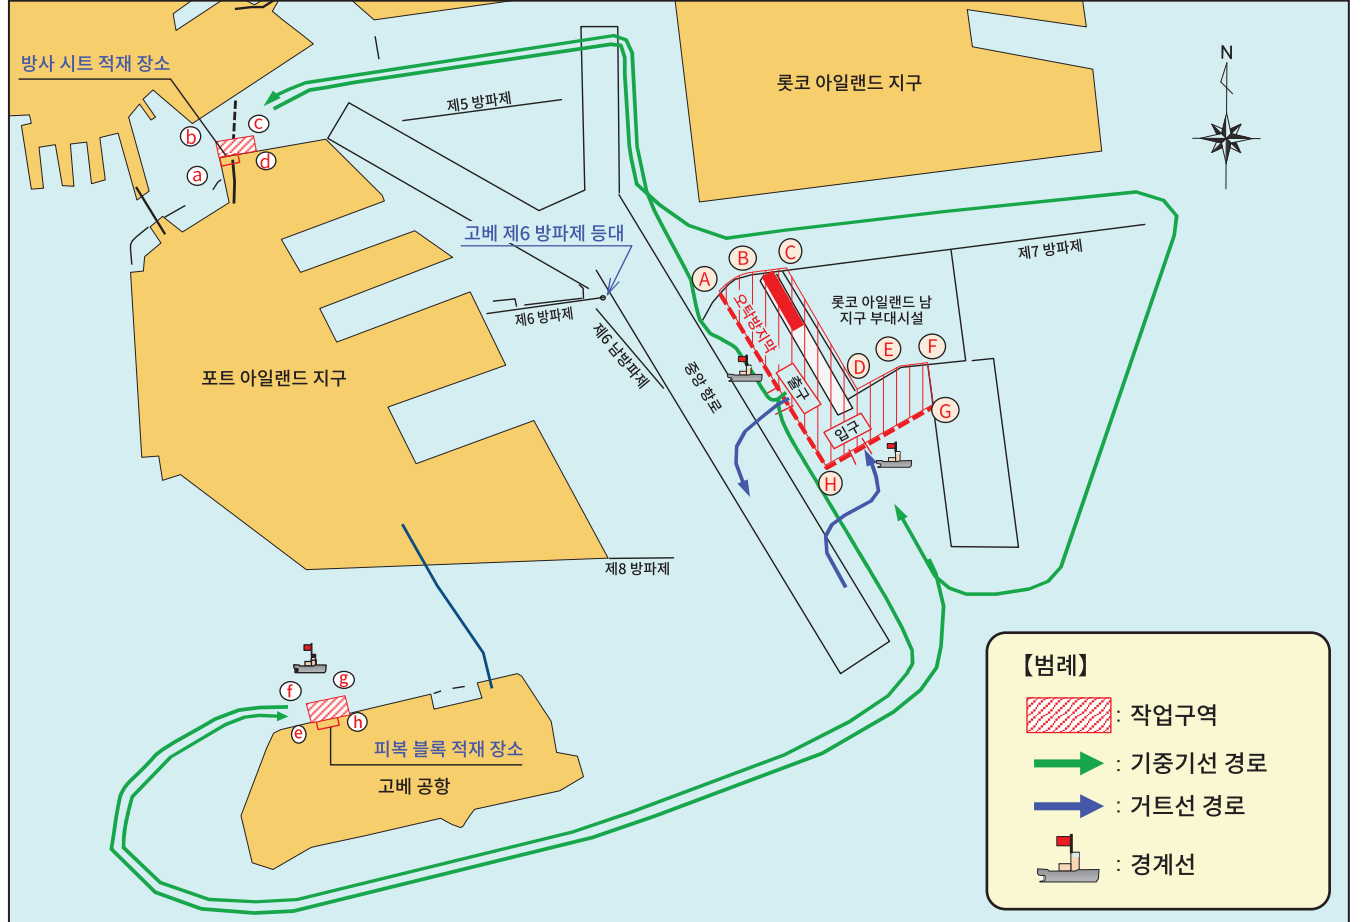 방사 시트 적재 장소
제5 방파제
롯코 아일랜드 지구
N
b
c
a
d
고베 제6 방파제 등대
A
B
C
제7 방파제
제6 방파제
제6 남방파제
오탁방지막
롯코 아일랜드 남
지구 부대시설
포트 아일랜드 지구
중앙 항로
D
E
F
출구
입구
G
H
제8 방파제
f
g
e
h
피복 블록 적재 장소
고베 공항
【범례】
: 작업구역
: 기중기선 경로
: 거트선 경로
: 경계선